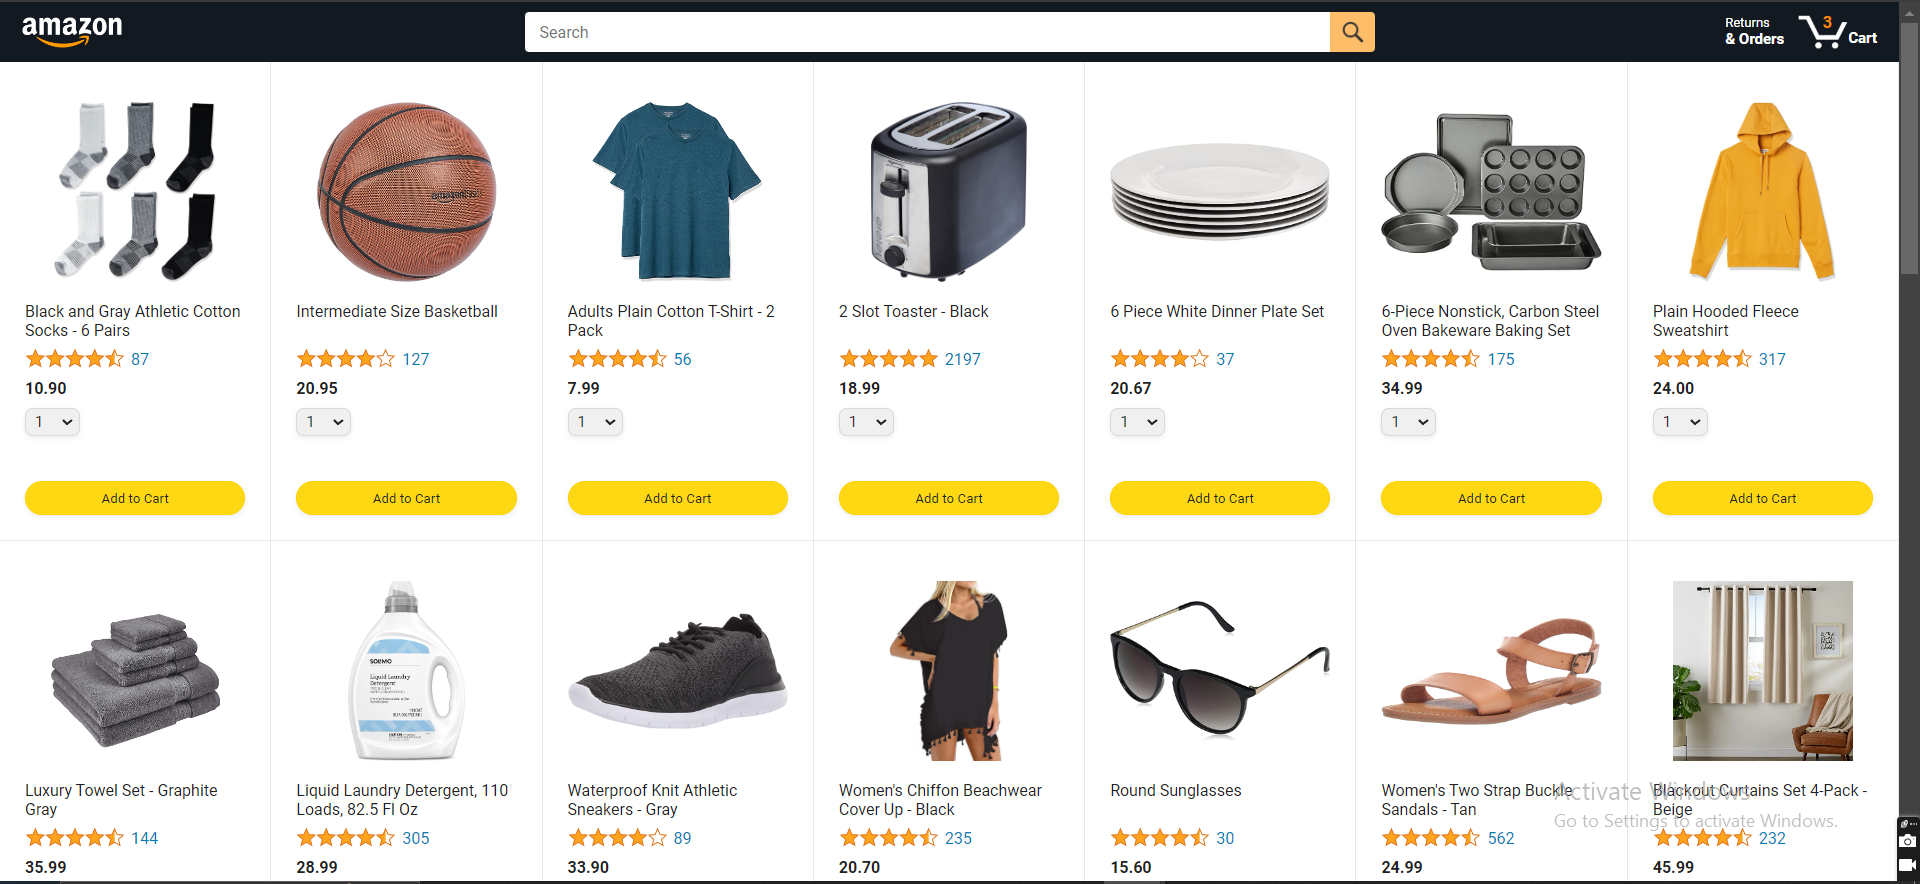 amazon
Search
Returns
& Orders
3
Cart
Black and Gray Athletic Cotton
Socks - 6 Pairs
87
10.90
1
Add to Cart
Intermediate Size Basketball
127
20.95
1
Add to Cart
Adults Plain Cotton T-Shirt - 2
Pack
56
7.99
1
Add to Cart
2 Slot Toaster - Black
2197
18.99
1
Add to Cart
6 Piece White Dinner Plate Set
37
20.67
1
Add to Cart
6-Piece Nonstick, Carbon Steel
Oven Bakeware Baking Set
175
34.99
1
Add to Cart
Plain Hooded Fleece
Sweatshirt
317
24.00
1
Add to Cart
Luxury Towel Set - Graphite
Gray
144
35.99
SOLIMO
Liquid Laundry
Detergent
Liquid Laundry Detergent, 110
Loads, 82.5 Fl Oz
305
28.99
Waterproof Knit Athletic
Sneakers - Gray
89
33.90
Women's Chiffon Beachwear
Cover Up - Black
235
20.70
Round Sunglasses
30
15.60
Women's Two Strap Buckle
Sandals - Tan
562
24.99
Blackout Curtains Set 4-Pack -
Beige
232
45.99
Activate Windows
Go to Settings to activate Windows.